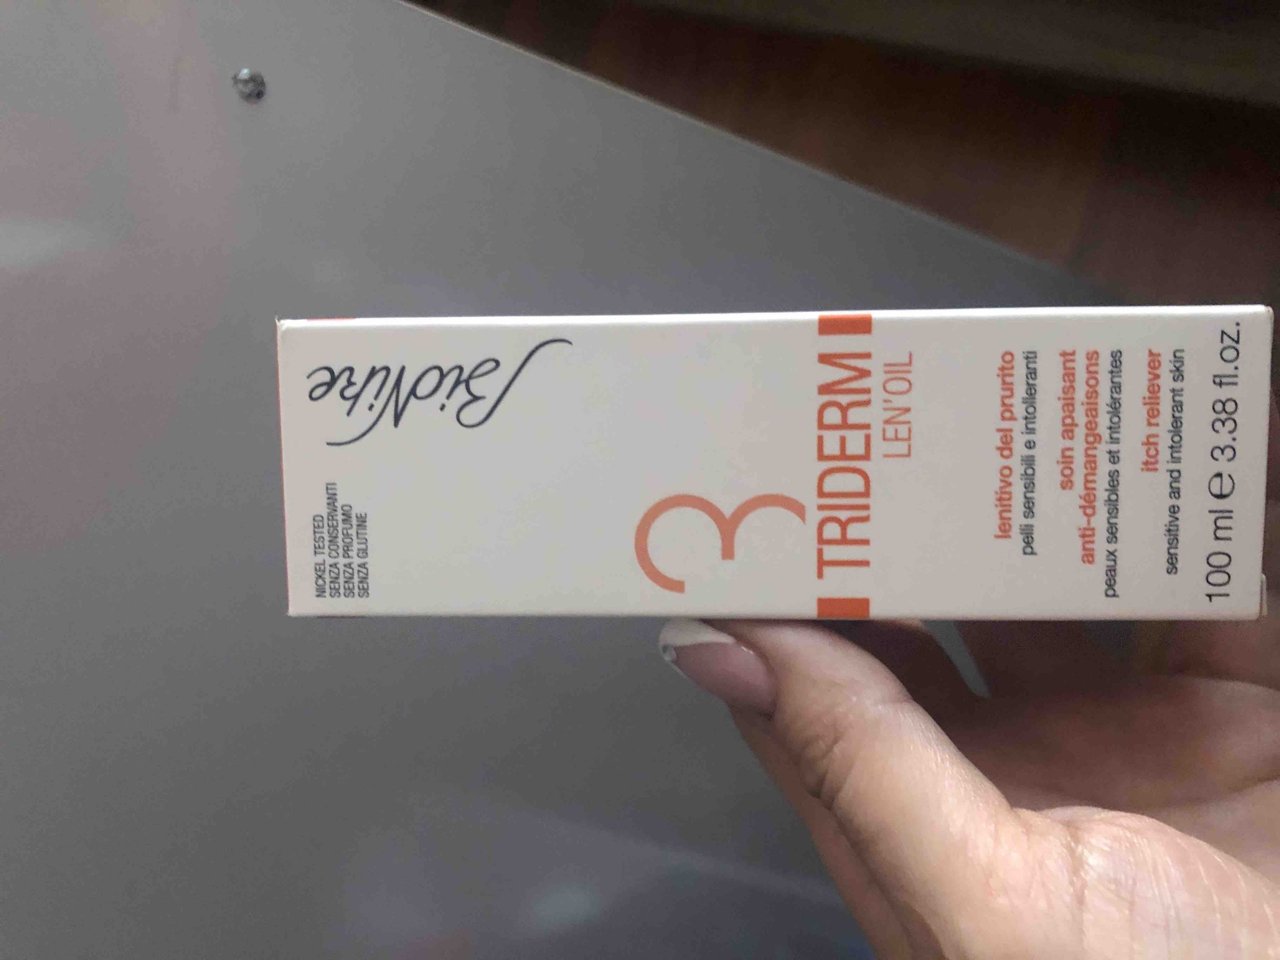 BioNike
NICKEL TESTED
SENZA CONSERVANTI
SENZA PROFUMO
SENZA GLUTINE
3
TRIDERM
LEN'OIL
lenitivo del prurito
pelli sensibili e intolleranti
soin apaisant
anti-démangeaisons
peaux sensibles et intolérantes
itch reliever
sensitive and intolerant skin
100 ml ℮ 3.38 fl.oz.